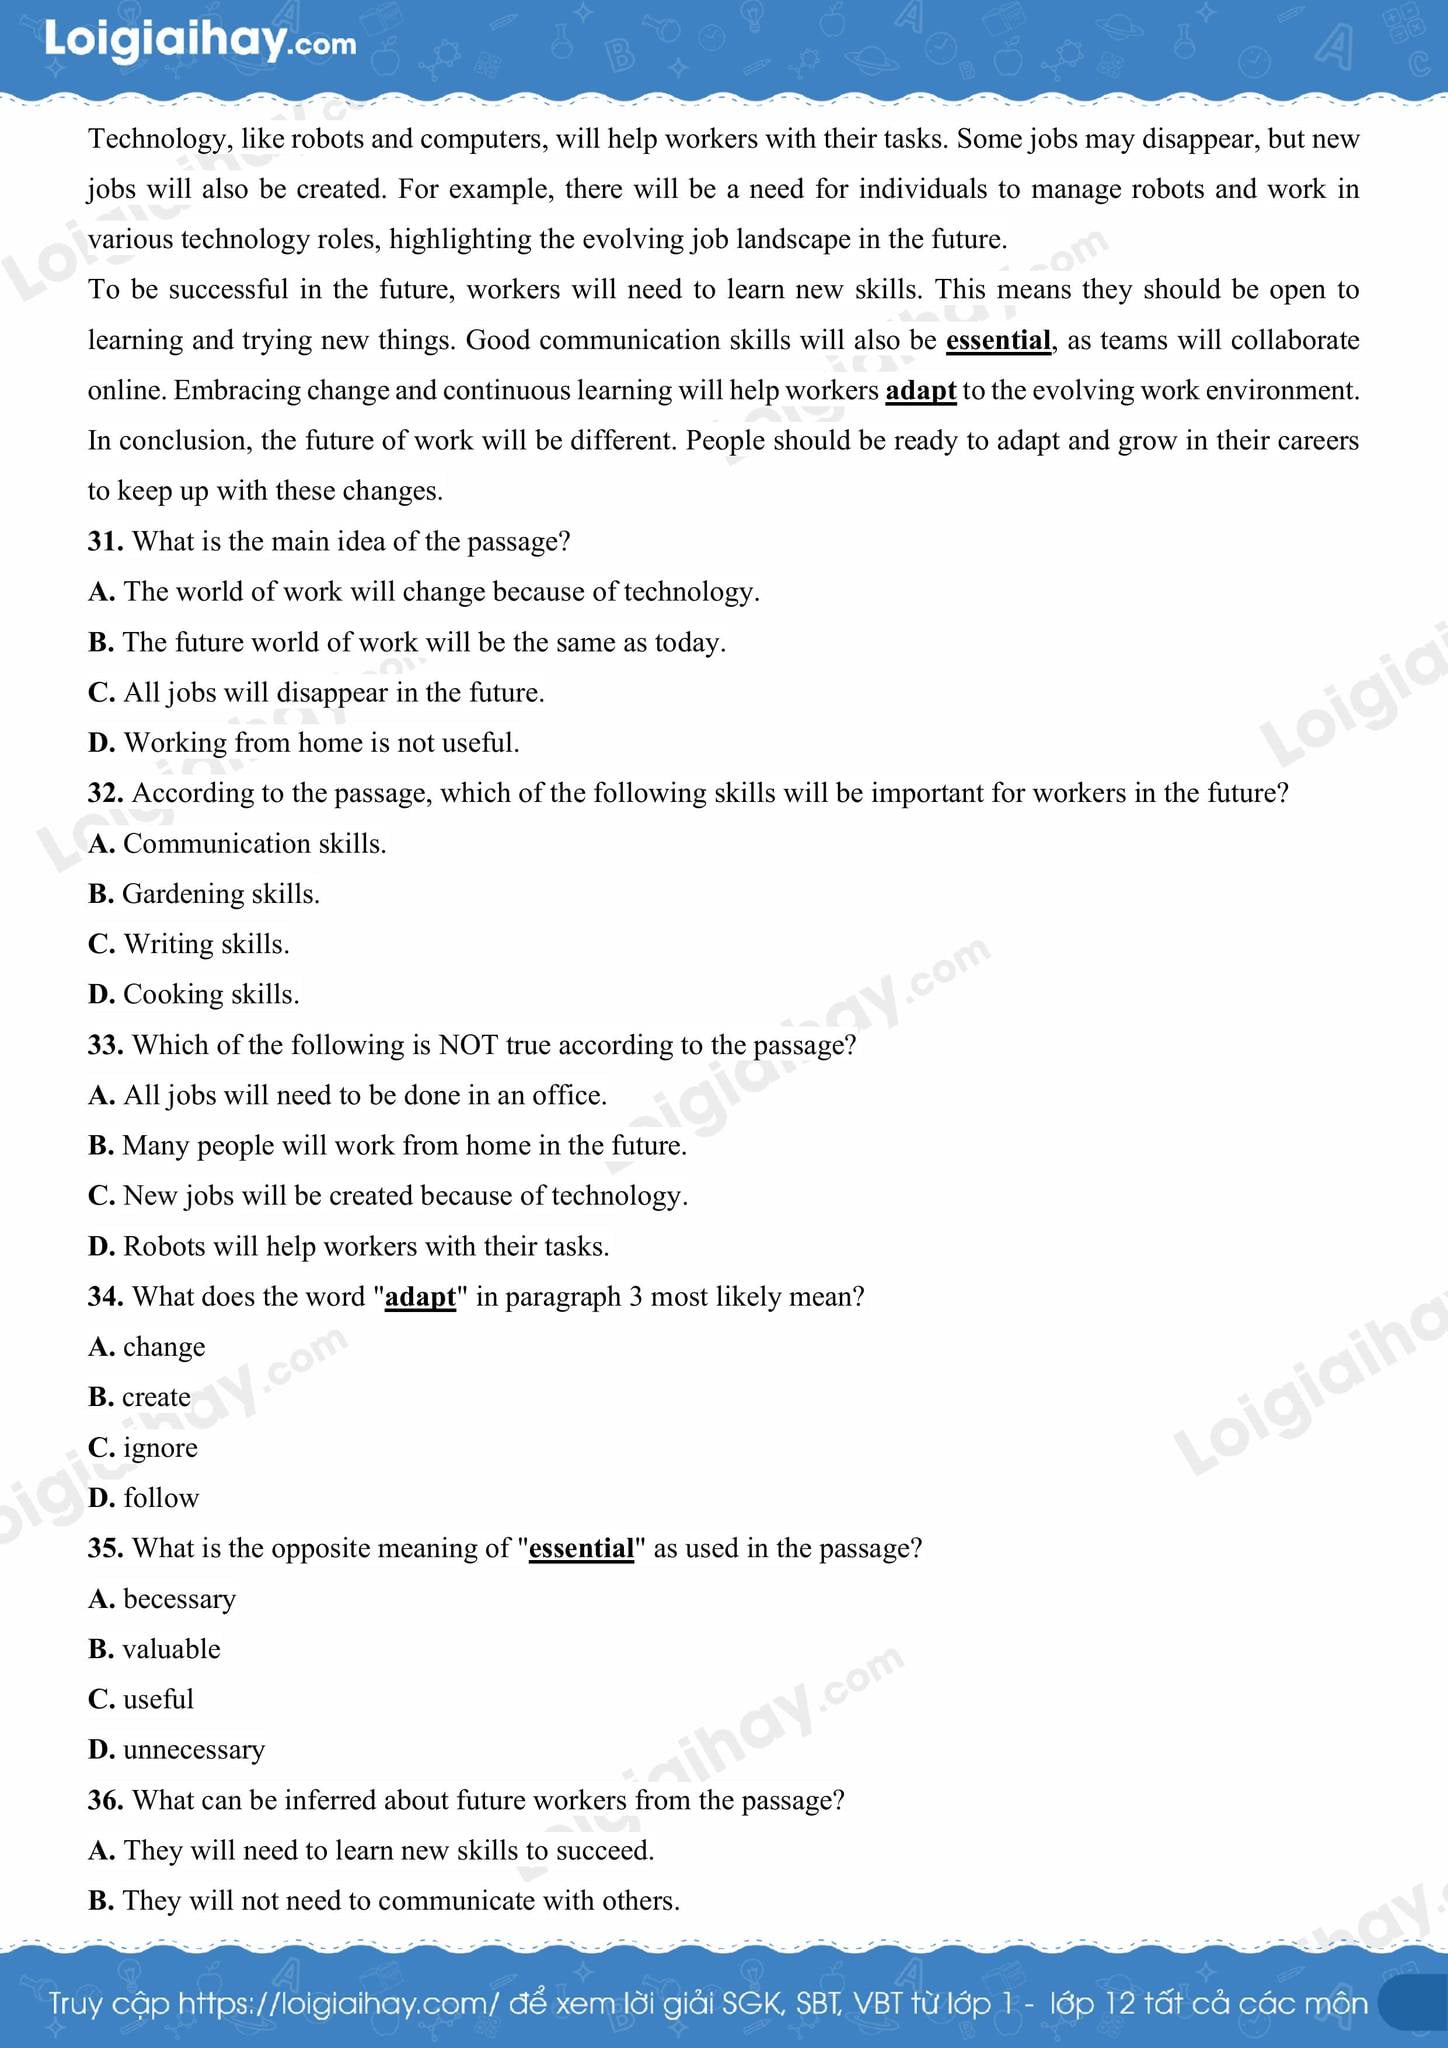 Loigiaihay.com
Technology, like robots and computers, will help workers with their tasks. Some jobs may disappear, but new
jobs will also be created. For example, there will be a need for individuals to manage robots and work in
various technology roles, highlighting the evolving job landscape in the future.
To be successful in the future, workers will need to learn new skills. This means they should be open to
learning and trying new things. Good communication skills will also be essential, as teams will collaborate
online. Embracing change and continuous learning will help workers adapt to the evolving work environment.
In conclusion, the future of work will be different. People should be ready to adapt and grow in their careers
to keep up with these changes.
31. What is the main idea of the passage?
A. The world of work will change because of technology.
B. The future world of work will be the same as today.
C. All jobs will disappear in the future.
D. Working from home is not useful.
32. According to the passage, which of the following skills will be important for workers in the future?
A. Communication skills.
B. Gardening skills.
C. Writing skills.
D. Cooking skills.
33. Which of the following is NOT true according to the passage?
A. All jobs will need to be done in an office.
B. Many people will work from home in the future.
C. New jobs will be created because of technology.
D. Robots will help workers with their tasks.
34. What does the word "adapt" in paragraph 3 most likely mean?
A. change
B. create
C. ignore
D. follow
35. What is the opposite meaning of "essential" as used in the passage?
A. becessary
B. valuable
C. useful
D. unnecessary
36. What can be inferred about future workers from the passage?
A. They will need to learn new skills to succeed.
B. They will not need to communicate with others.
Truy cập https://loigiaihay.com/ để xem lời giải SGK, SBT, VBT từ lớp 1 - lớp 12 tất cả các môn